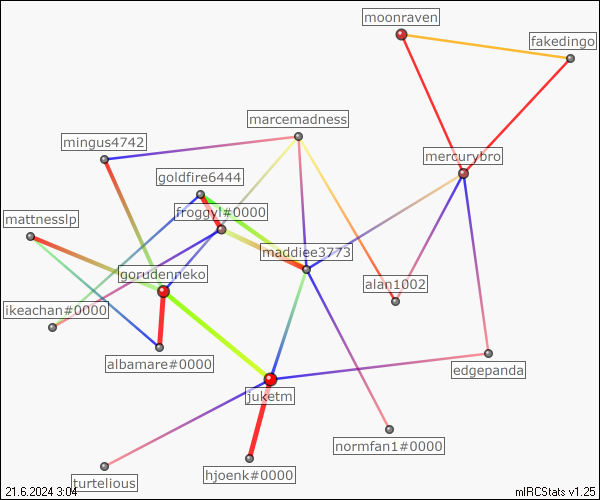 moonraven
fakedingo
marcemadness
mingus4742
mercurybro
goldfire6444
froggyl#0000
mattnesslp
maddiee3773
gorudenneko
alan1002
ikeachan#0000
albamare#0000
edgepanda
juketm
normfan1#0000
hjoenk#0000
turtelious
21.6.2024 3:04
mIRCStats v1.25